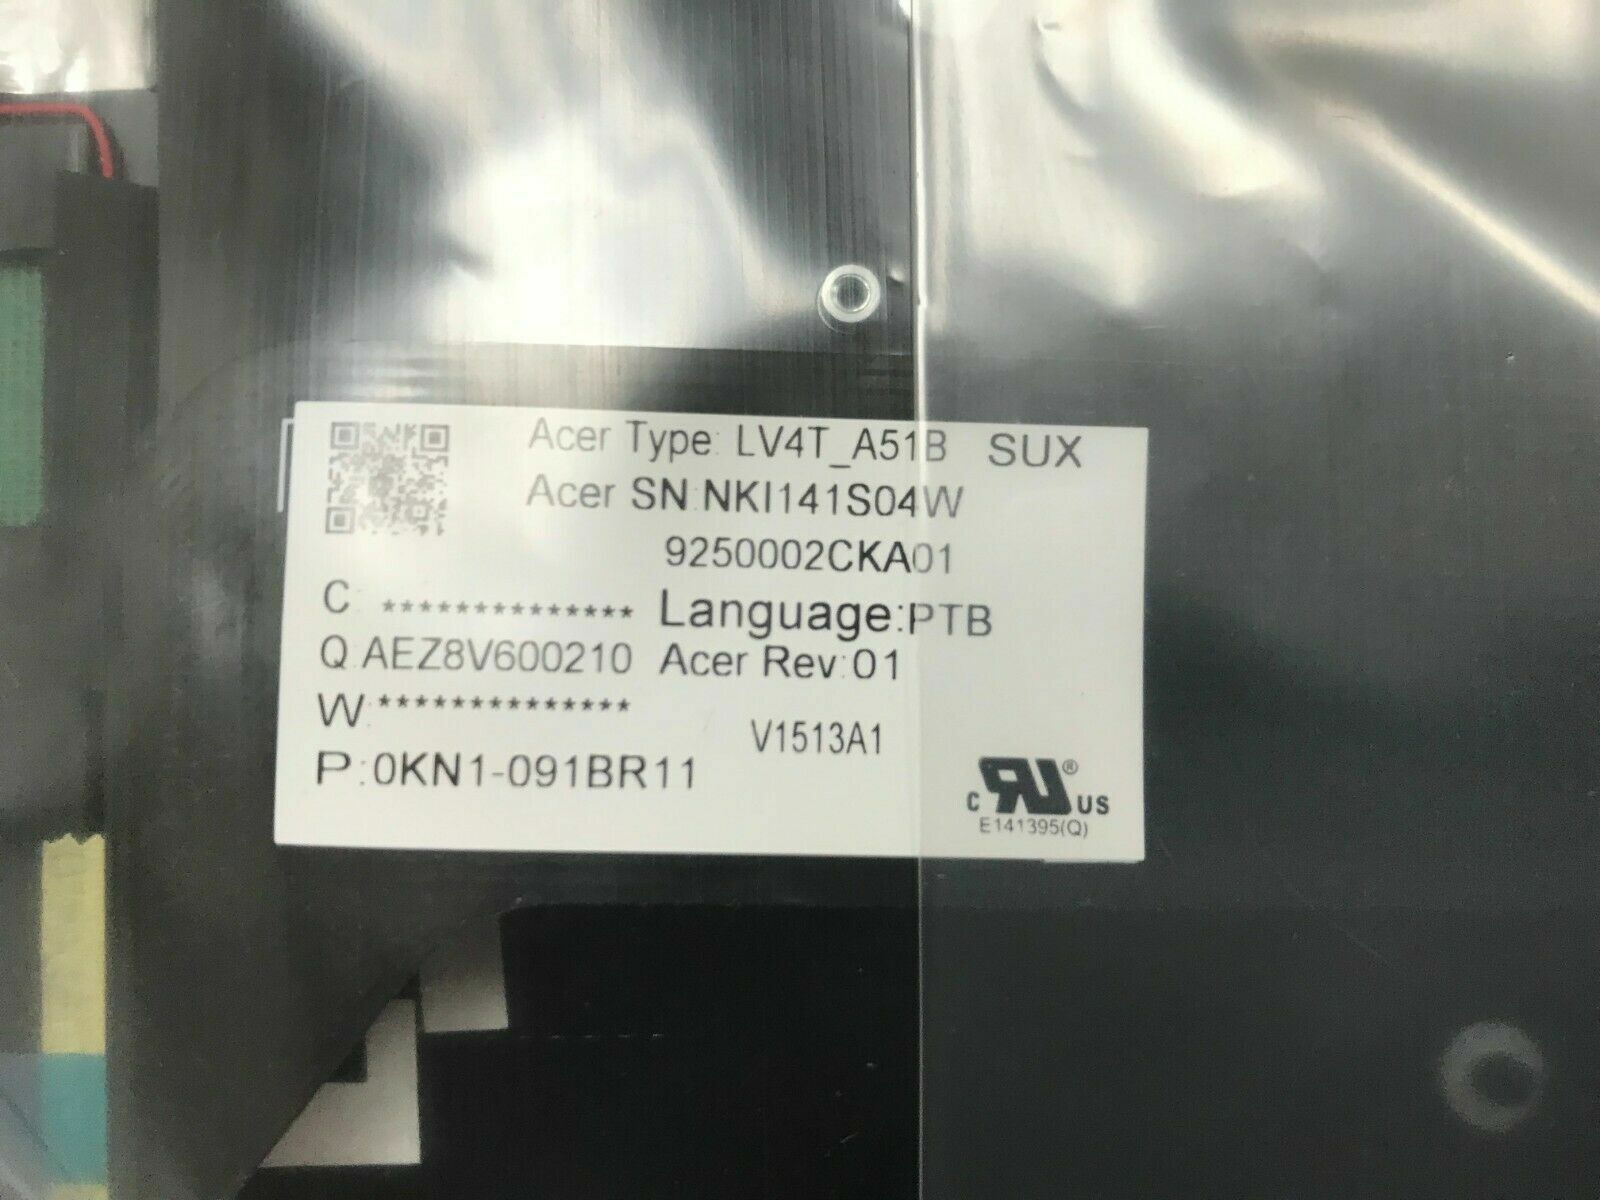 Acer Type: LV4T_A51B SUX
Acer SN:NKI141S04W
9250002CKA01
C: ************** Language:PTB
Q:AEZ8V600210 Acer Rev:01
W:**************
V1513A1
P:0KN1-091BR11
C RU® US
E141395(Q)